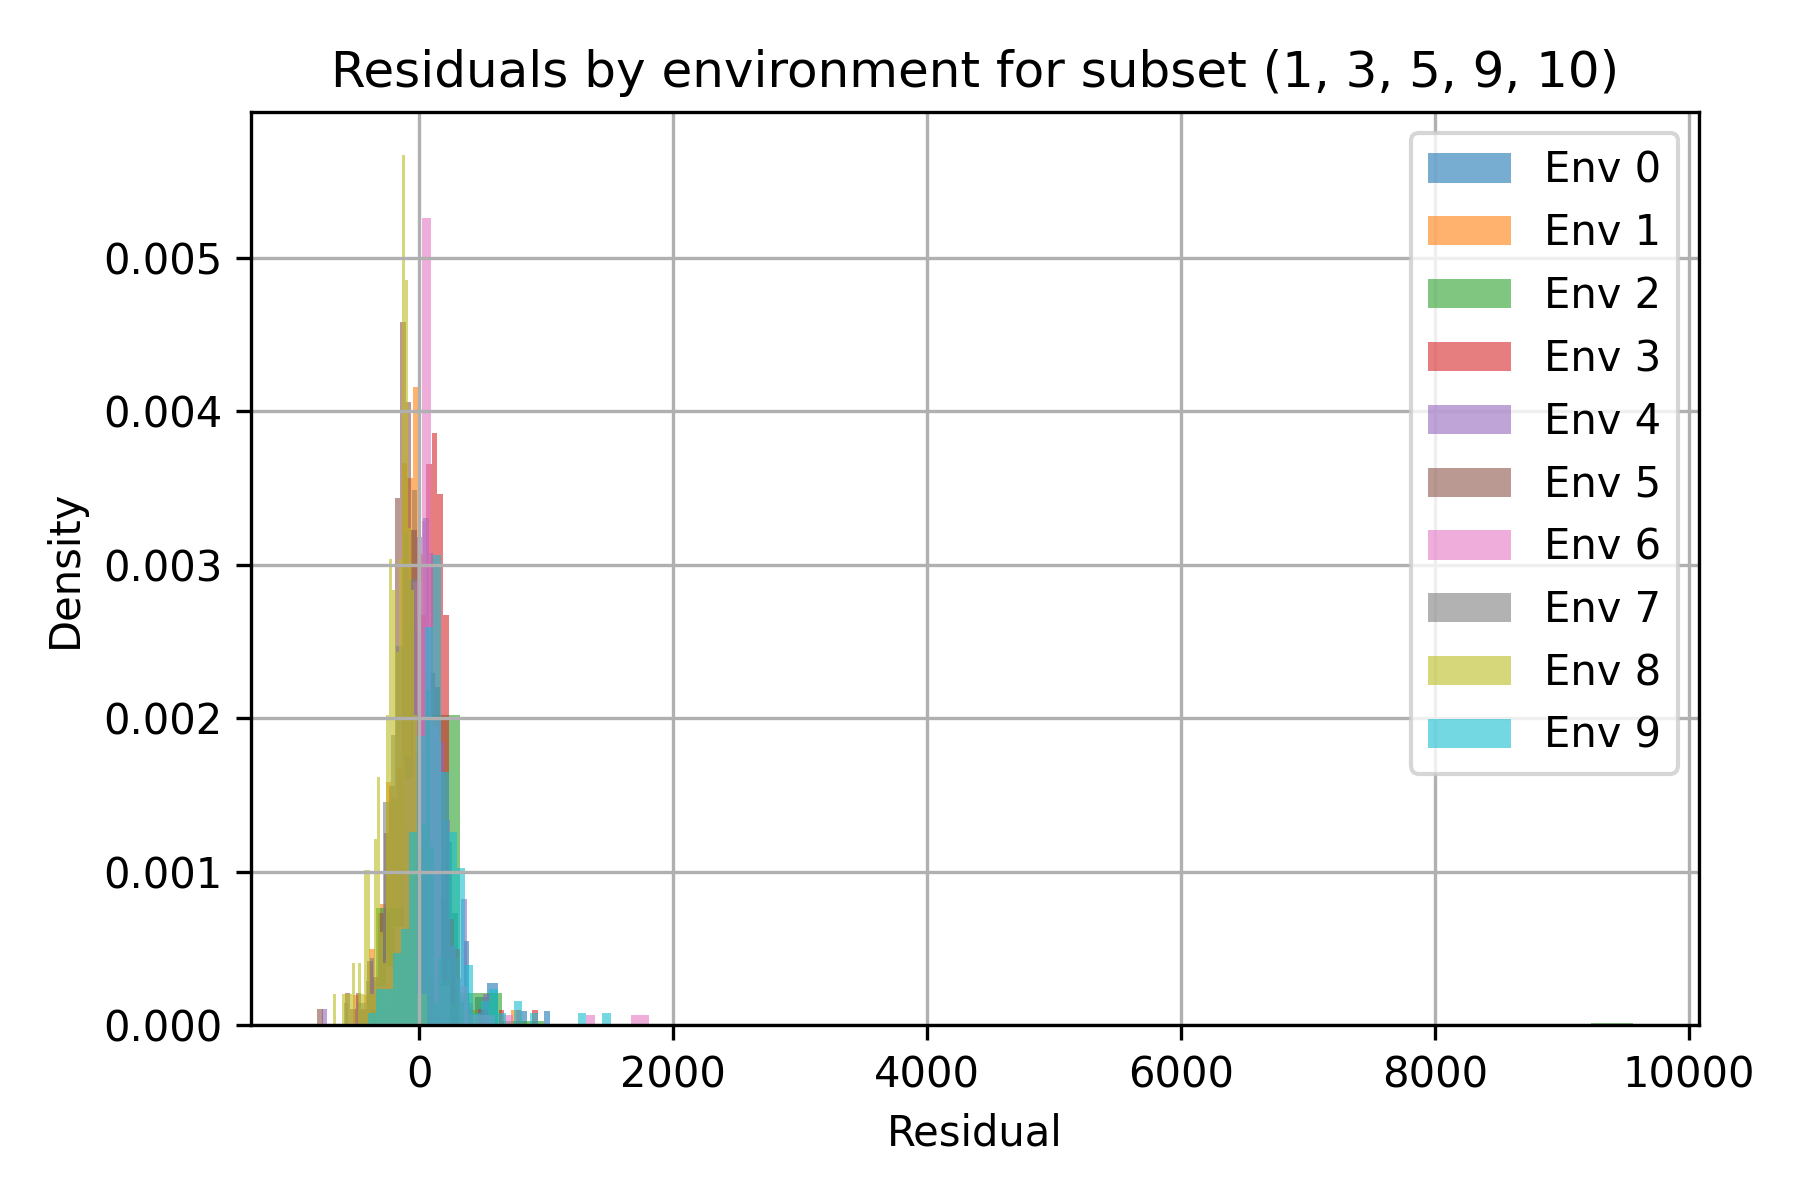 Residuals by environment for subset (1, 3, 5, 9, 10)
Env 0
Env 1
Env 2
Env 3
Env 4
Env 5
Env 6
Env 7
Env 8
Env 9
0.005
0.004
0.003
0.002
0.001
0.000
Density
0 2000 4000 6000 8000 10000
Residual